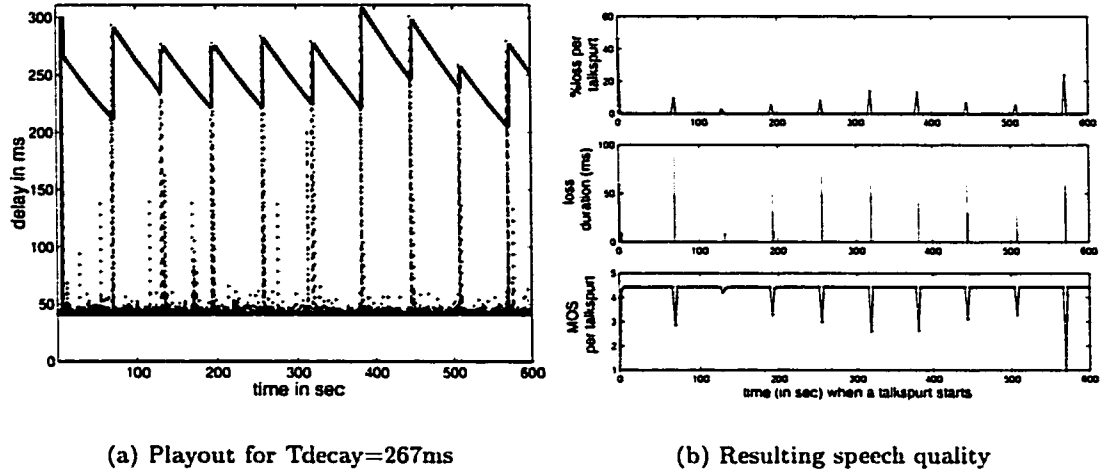 300
250
200
150
100
50
0
delay in ms
100 200 300 400 500 600
time in sec
(a) Playout for Tdecay=267ms
60
40
20
0
%loss per
talkspurt
0 100 200 300 400 500 600
100
50
0
loss
duration (ms)
0 100 200 300 400 500 600
5
4
3
2
1
MOS
per talkspurt
0 100 200 300 400 500 600
time (in sec) when a talkspurt starts
(b) Resulting speech quality